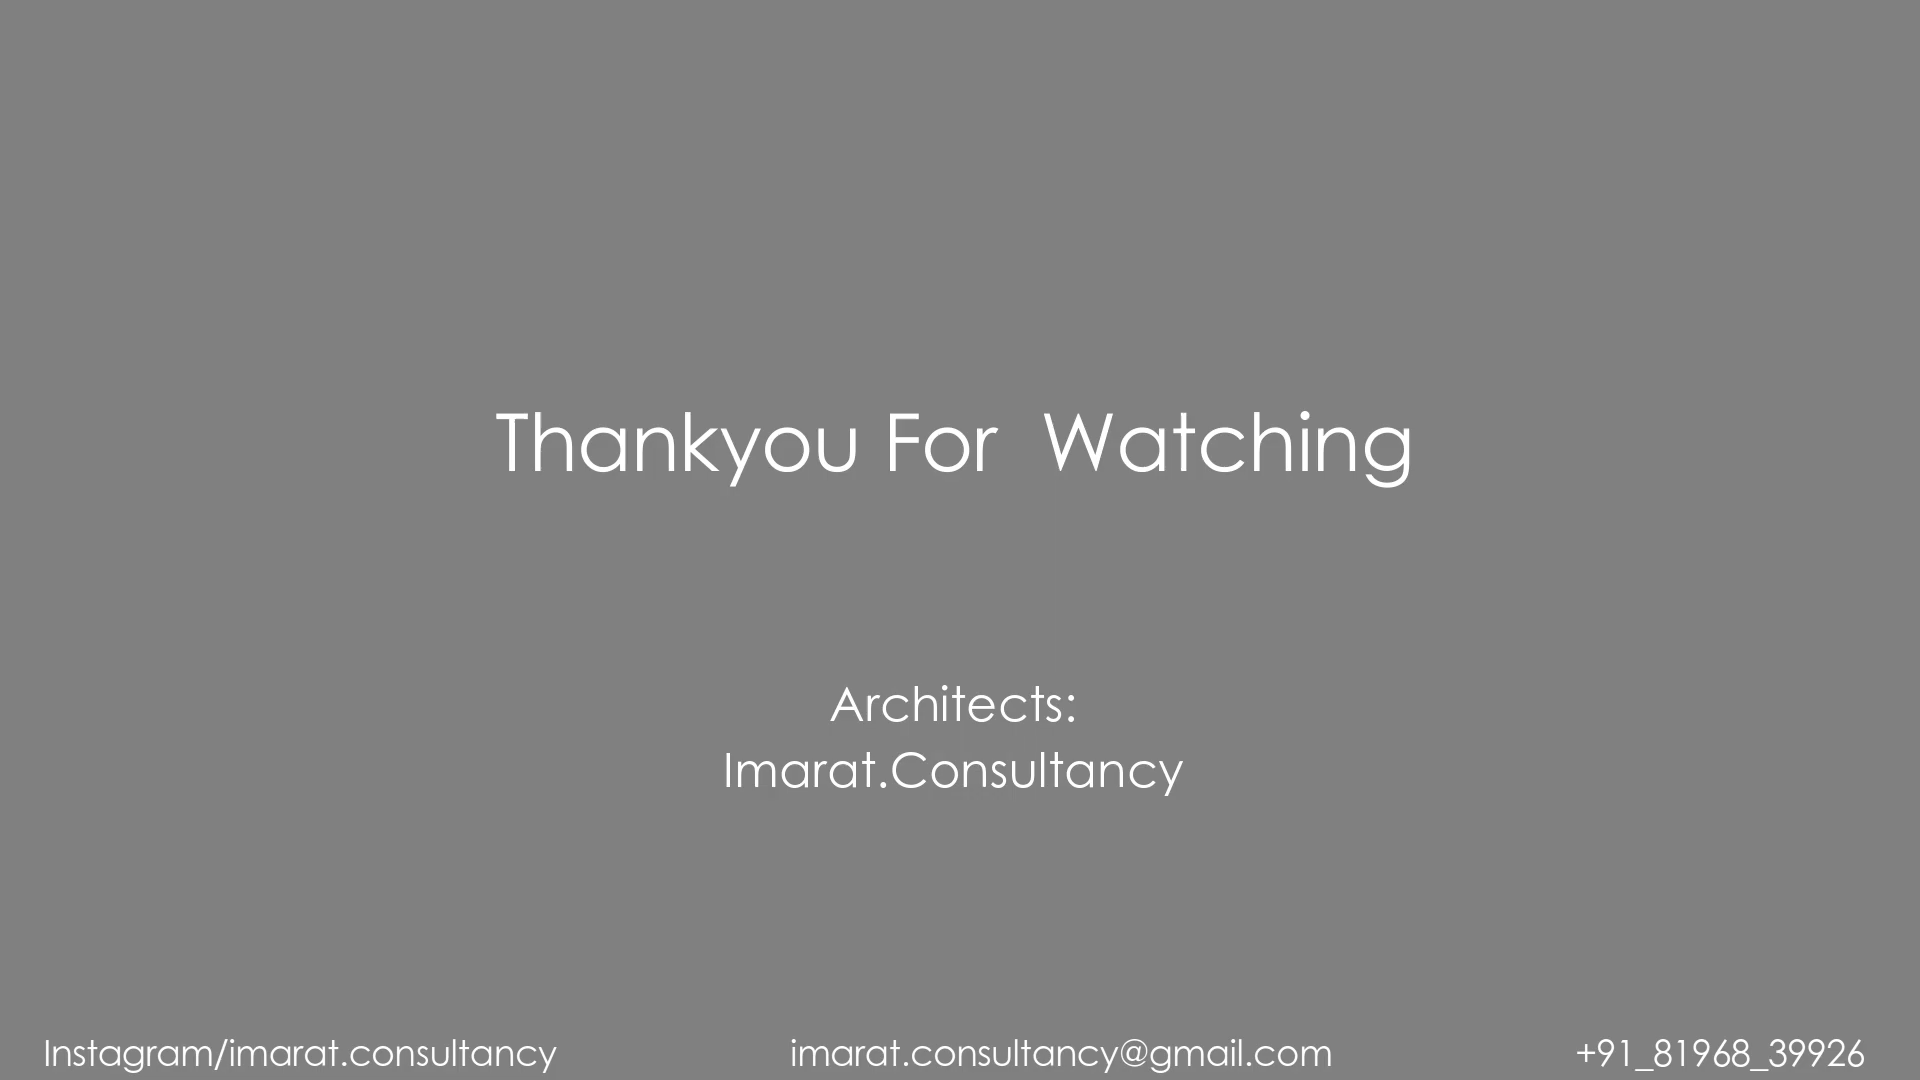 Thankyou For  Watching
Architects:
Imarat.Consultancy
Instagram/imarat.consultancy
imarat.consultancy@gmail.com
+91_81968_39926